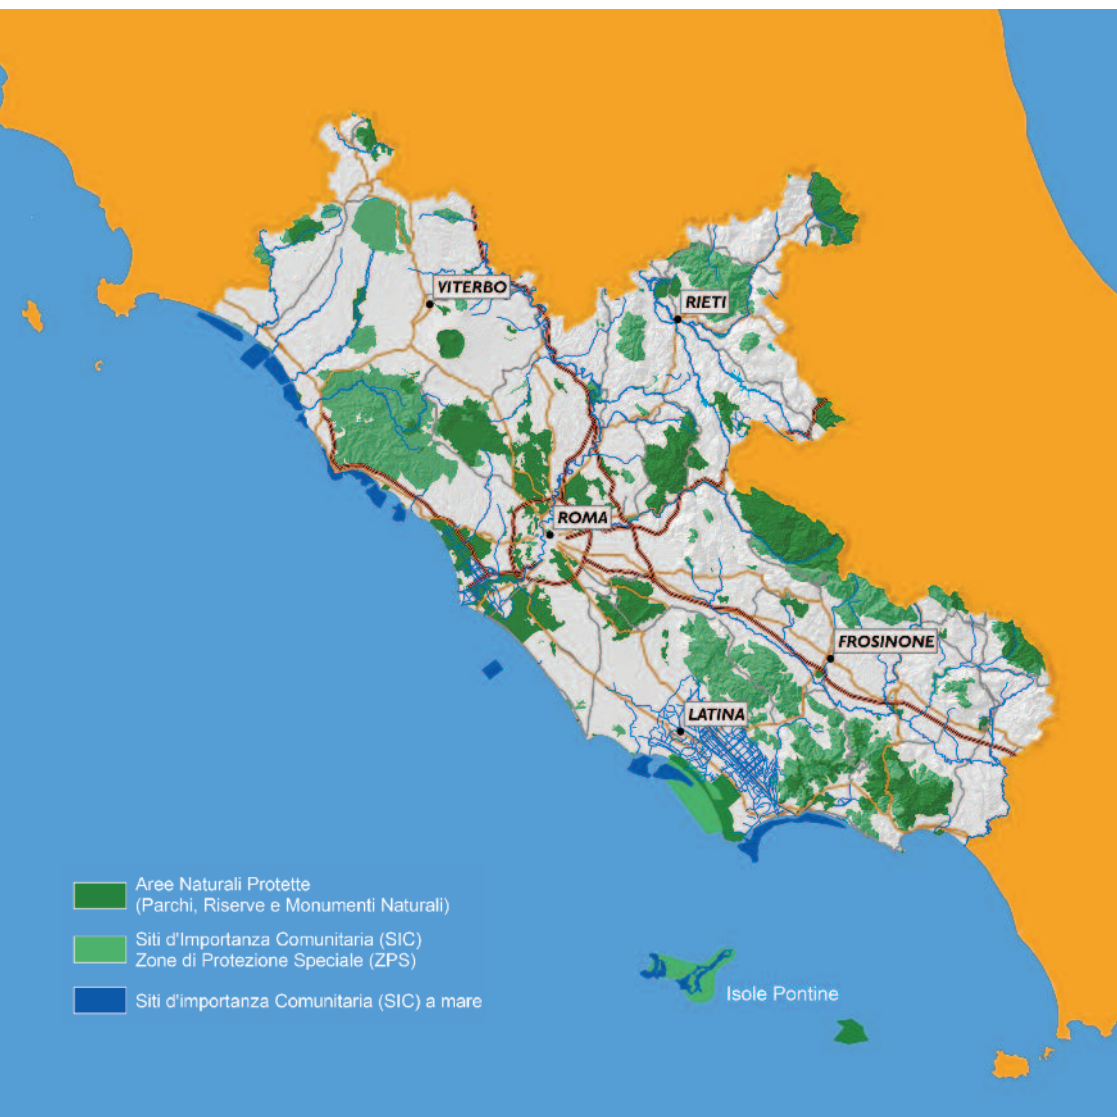 VITERBO
RIETI
ROMA
FROSINONE
LATINA
Aree Naturali Protette
(Parchi, Riserve e Monumenti Naturali)
Siti d'Importanza Comunitaria (SIC)
Zone di Protezione Speciale (ZPS)
Siti d'importanza Comunitaria (SIC) a mare
Isole Pontine